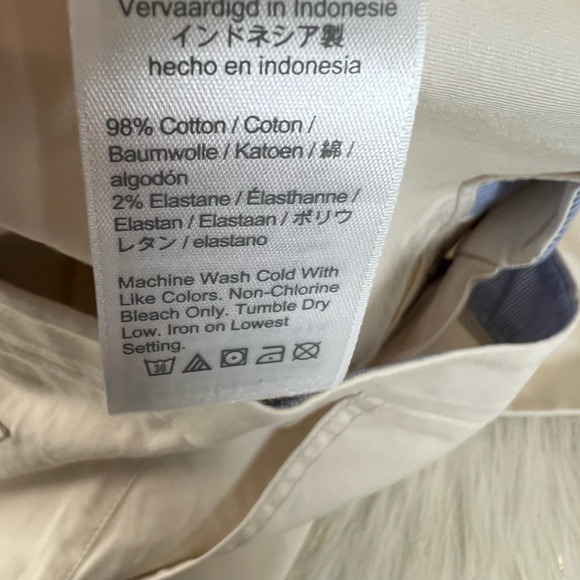 Vervaardigd in Indonesië
インドネシア製
hecho en indonesia
98% Cotton / Coton /
Baumwolle / Katoen / 綿 /
algodón
2% Elastane / Élasthanne /
Elastan / Elastaan / ポリウ
レタン / elastano
Machine Wash Cold With
Like Colors. Non-Chlorine
Bleach Only. Tumble Dry
Low. Iron on Lowest
Setting.
30